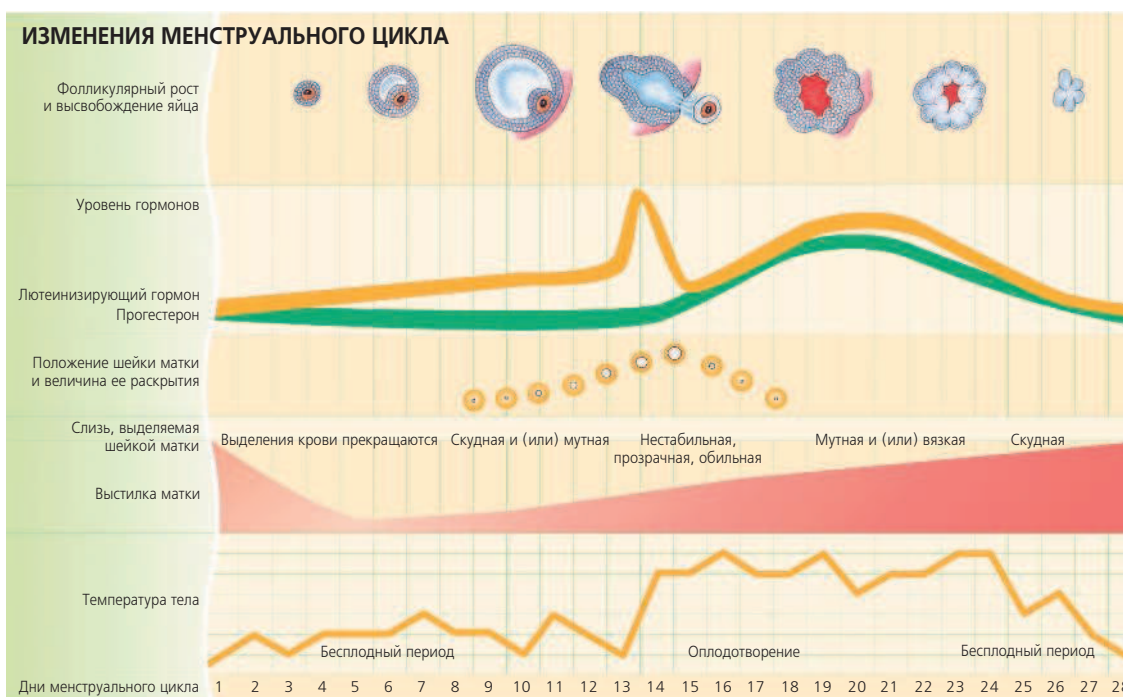 ИЗМЕНЕНИЯ МЕНСТРУАЛЬНОГО ЦИКЛА
Фолликулярный рост
и высвобождение яйца
Уровень гормонов
Лютеинизирующий гормон
Прогестерон
Положение шейки матки
и величина ее раскрытия
Слизь, выделяемая
шейкой матки
Выделения крови прекращаются
Скудная и (или) мутная
Нестабильная,
прозрачная, обильная
Мутная и (или) вязкая
Скудная
Выстилка матки
Температура тела
Бесплодный период
Оплодотворение
Бесплодный период
Дни менструального цикла 1 2 3 4 5 6 7 8 9 10 11 12 13 14 15 16 17 18 19 20 21 22 23 24 25 26 27 28